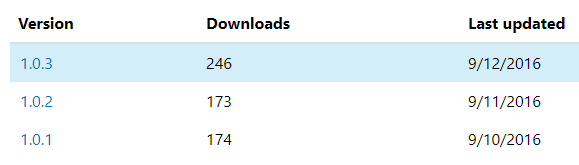 Version Downloads Last updated
1.0.3 246 9/12/2016
1.0.2 173 9/11/2016
1.0.1 174 9/10/2016